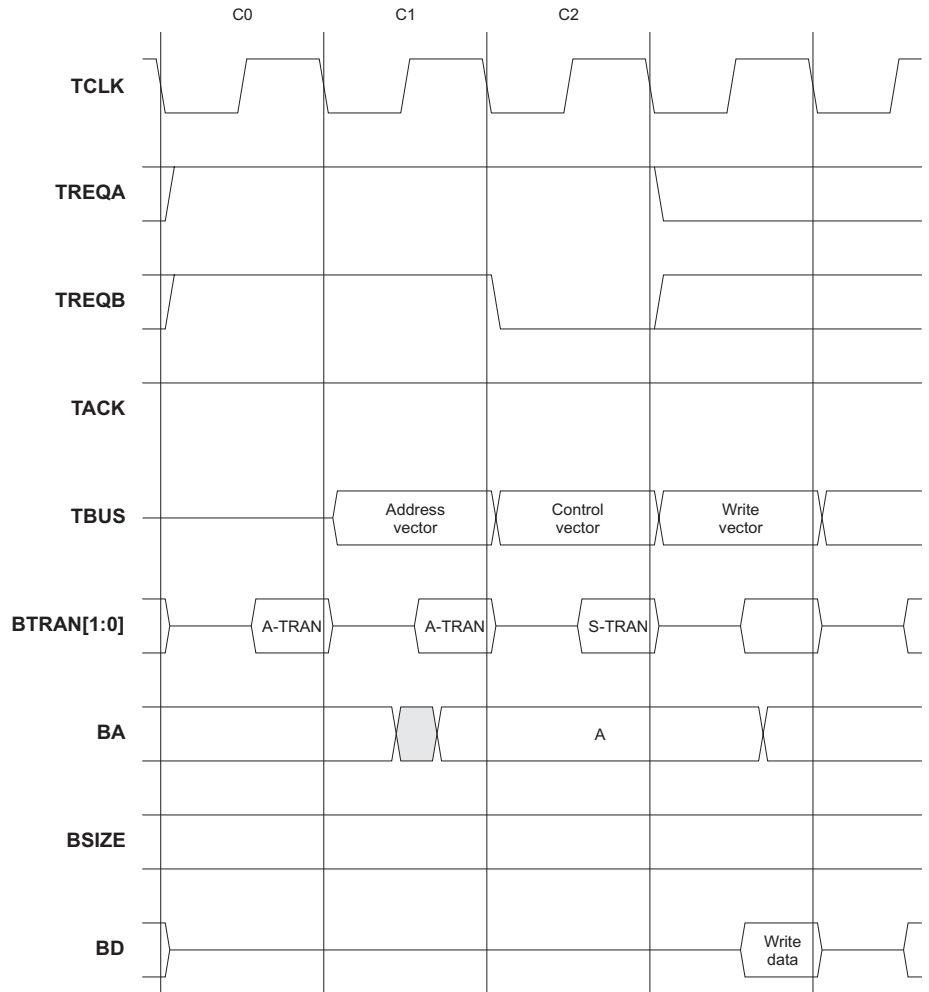 C0 C1 C2
TCLK
TREQA
TREQB
TACK
TBUS
Address
vector
Control
vector
Write
vector
BTRAN[1:0]
A-TRAN A-TRAN S-TRAN
BA
A
BSIZE
BD
Write
data